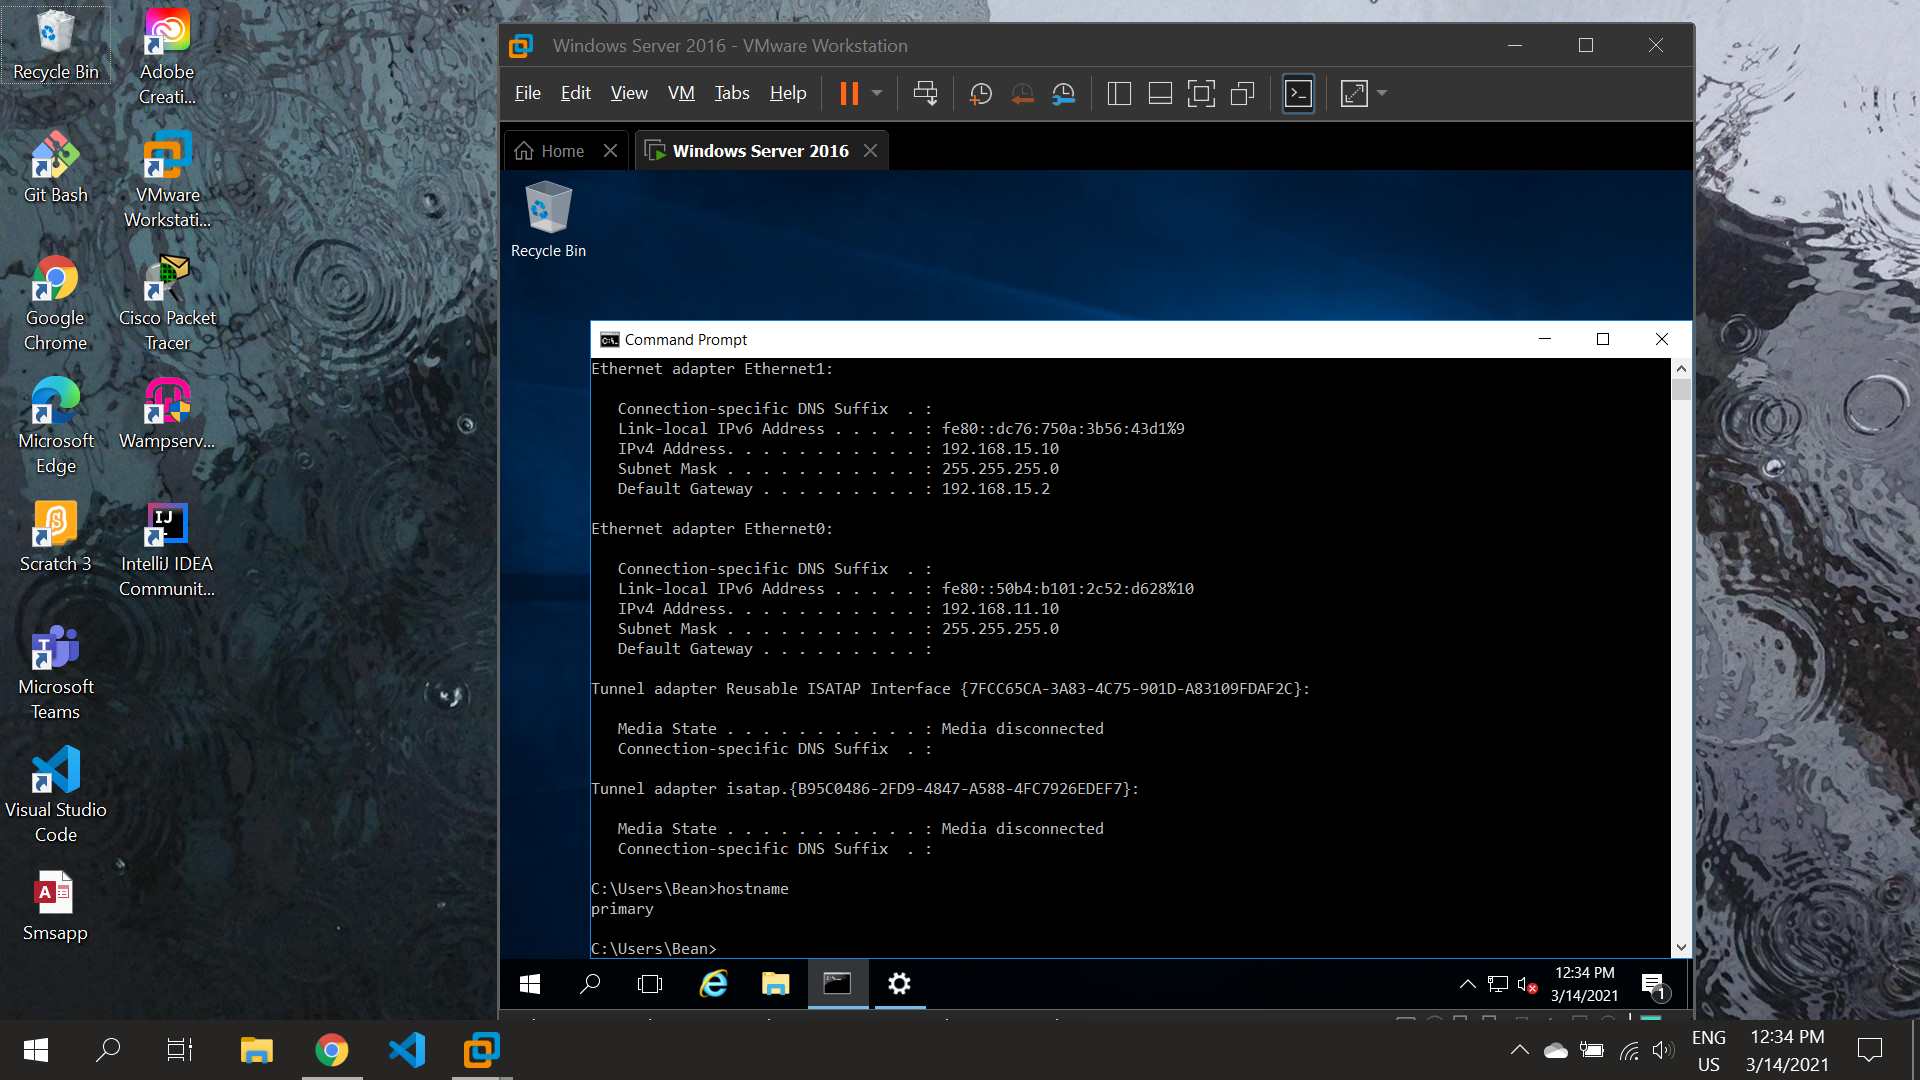 Recycle Bin
Adobe
Creati...
Git Bash
VMware
Workstati...
Google
Chrome
Cisco Packet
Tracer
Microsoft
Edge
Wampserv...
Scratch 3
IntelliJ IDEA
Communit...
Microsoft
Teams
Visual Studio
Code
Smsapp
Windows Server 2016 - VMware Workstation
File Edit View VM Tabs Help
Home
Windows Server 2016
Recycle Bin
Command Prompt
Ethernet adapter Ethernet1:
Connection-specific DNS Suffix  . :
Link-local IPv6 Address . . . . . : fe80::dc76:750a:3b56:43d1%9
IPv4 Address. . . . . . . . . . . : 192.168.15.10
Subnet Mask . . . . . . . . . . . : 255.255.255.0
Default Gateway . . . . . . . . . : 192.168.15.2
Ethernet adapter Ethernet0:
Connection-specific DNS Suffix  . :
Link-local IPv6 Address . . . . . : fe80::50b4:b101:2c52:d628%10
IPv4 Address. . . . . . . . . . . : 192.168.11.10
Subnet Mask . . . . . . . . . . . : 255.255.255.0
Default Gateway . . . . . . . . . :
Tunnel adapter Reusable ISATAP Interface {7FCC65CA-3A83-4C75-901D-A83109FDAF2C}:
Media State . . . . . . . . . . . : Media disconnected
Connection-specific DNS Suffix  . :
Tunnel adapter isatap.{B95C0486-2FD9-4847-A588-4FC7926EDEF7}:
Media State . . . . . . . . . . . : Media disconnected
Connection-specific DNS Suffix  . :
C:\Users\Bean>hostname
primary
C:\Users\Bean>
12:34 PM
3/14/2021
1
ENG
US
12:34 PM
3/14/2021